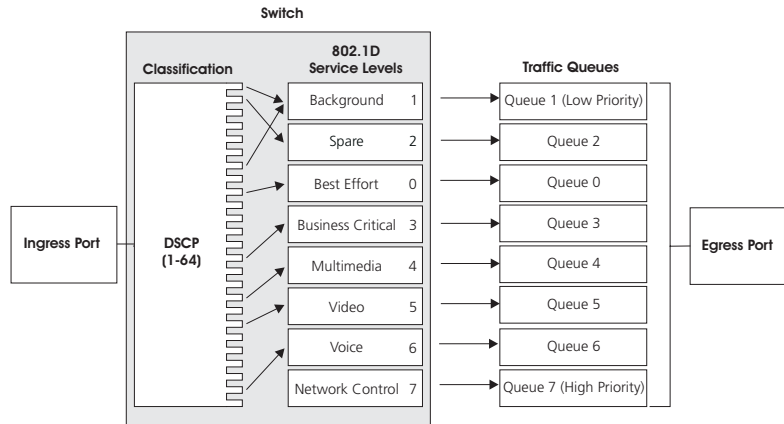 Switch
Classification
802.1D
Service Levels
Traffic Queues
Ingress Port
DSCP
(1-64)
Background 1
Spare 2
Best Effort 0
Business Critical 3
Multimedia 4
Video 5
Voice 6
Network Control 7
Queue 1 (Low Priority)
Queue 2
Queue 0
Queue 3
Queue 4
Queue 5
Queue 6
Queue 7 (High Priority)
Egress Port